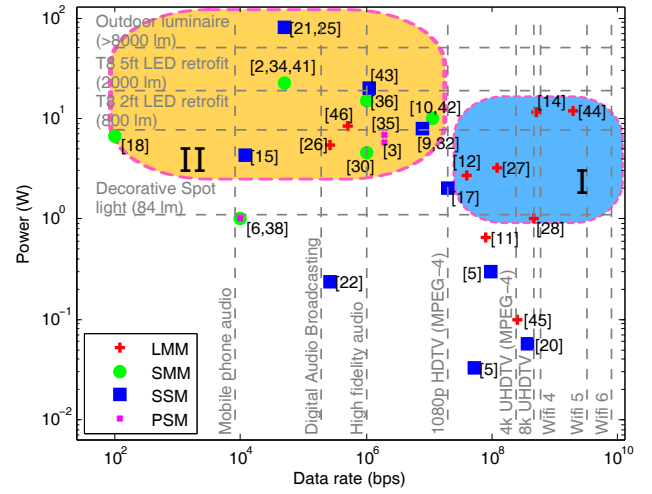 Outdoor luminaire
(>8000 lm)
[21,25]
T8 5ft LED retrofit
(2000 lm)
[2,34,41]
[43]
T8 2ft LED retrofit
(800 lm)
[36]
[10,42]
[14]
[44]
[46]
[35]
[18]
[15]
[26]
[3]
[9,32]
[30]
II
[12]
[27]
I
Decorative Spot
light (84 lm)
[17]
[6,38]
[28]
[11]
[22]
[5]
[45]
[20]
[5]
Mobile phone audio
Digital Audio Broadcasting
High fidelity audio
1080p HDTV (MPEG−4)
4k UHDTV (MPEG−4)
8k UHDTV
Wifi 4
Wifi 5
Wifi 6
LMM
SMM
SSM
PSM
Power (W)
10^2
10^1
10^0
10^-1
10^-2
10^2
10^4
10^6
10^8
10^10
Data rate (bps)